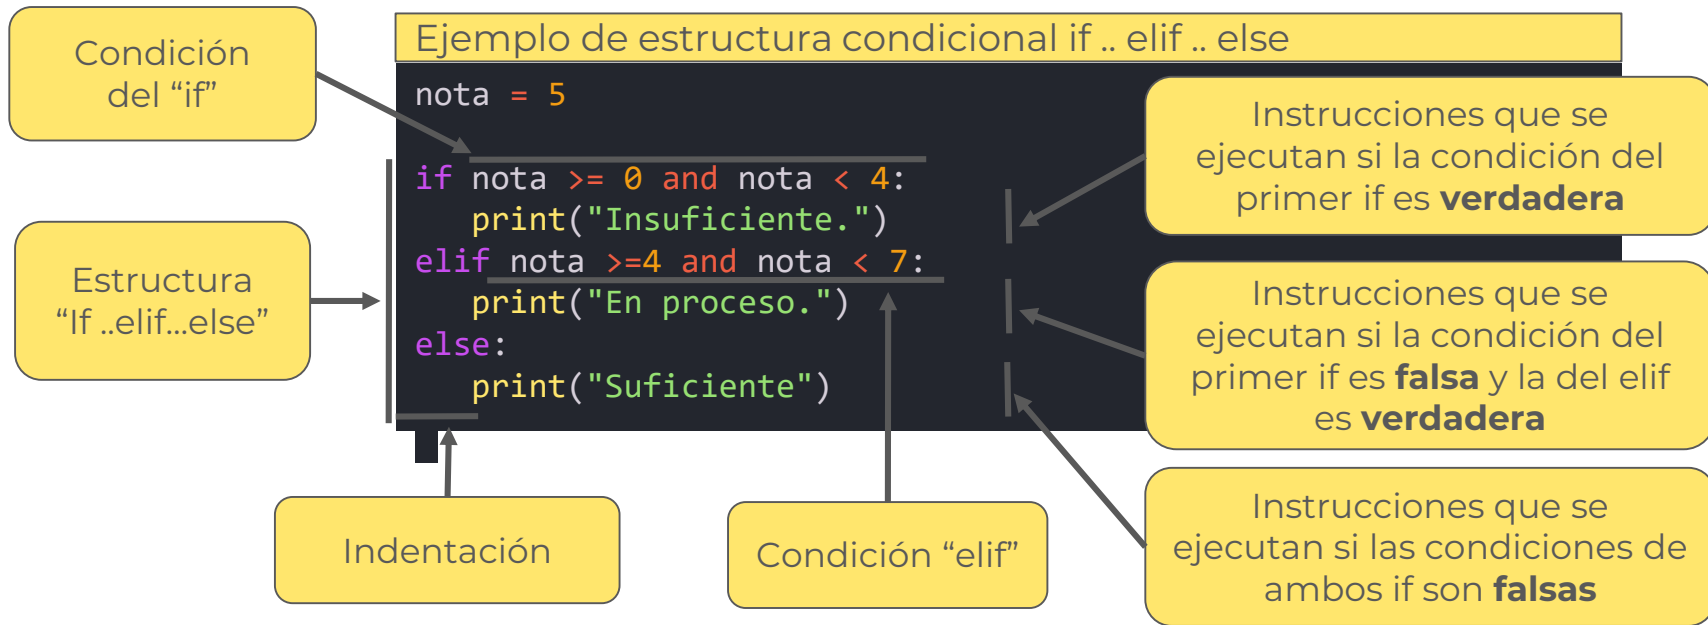 Ejemplo de estructura condicional if .. elif .. else
Condición
del “if”
nota = 5
if nota >= 0 and nota < 4:
print("Insuficiente.")
elif nota >=4 and nota < 7:
print("En proceso.")
else:
print("Suficiente")
Estructura
“If ..elif...else”
Instrucciones que se
ejecutan si la condición del
primer if es verdadera
Instrucciones que se
ejecutan si la condición del
primer if es falsa y la del elif
es verdadera
Instrucciones que se
ejecutan si las condiciones de
ambos if son falsas
Indentación
Condición “elif”